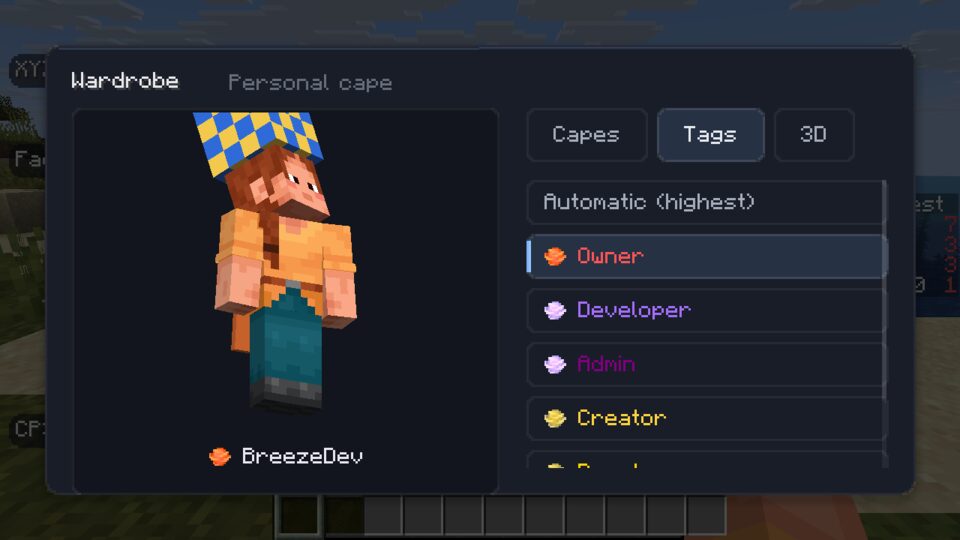 Wardrobe Personal cape
Capes Tags 3D
Automatic (highest)
Owner
Developer
Admin
Creator
BreezeDev